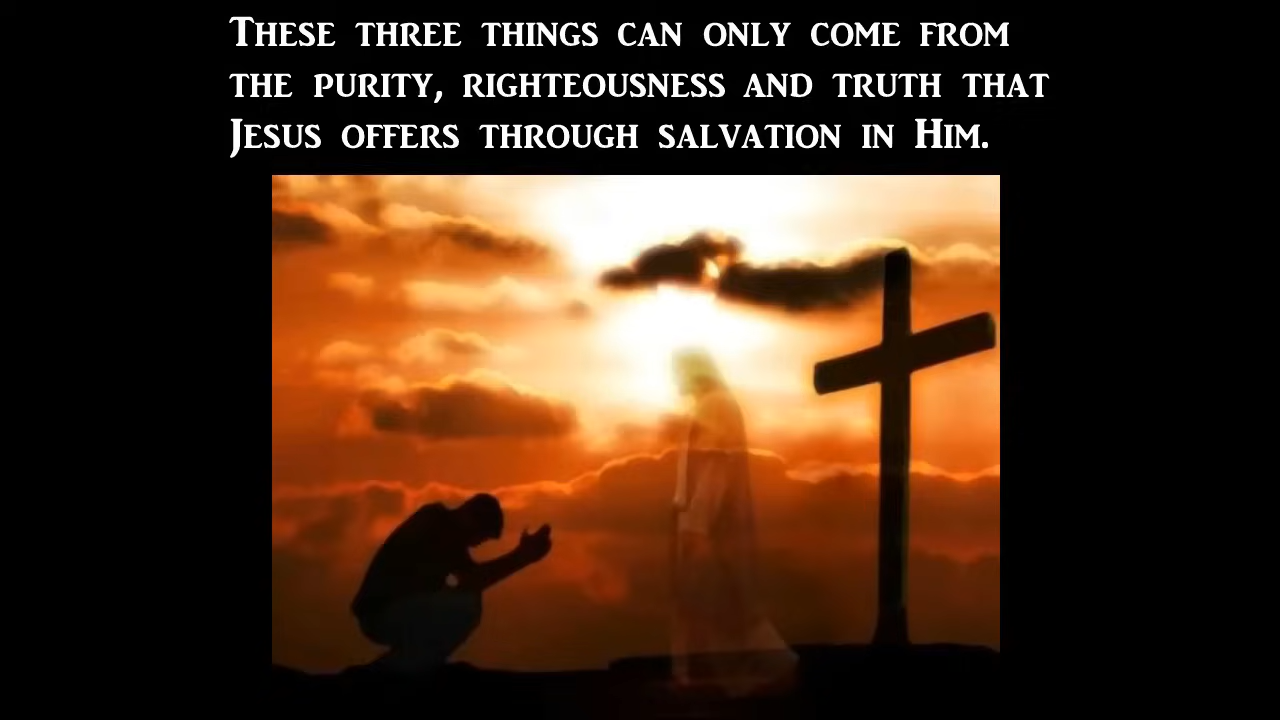 These three things can only come from
the purity, righteousness and truth that
Jesus offers through salvation in Him.